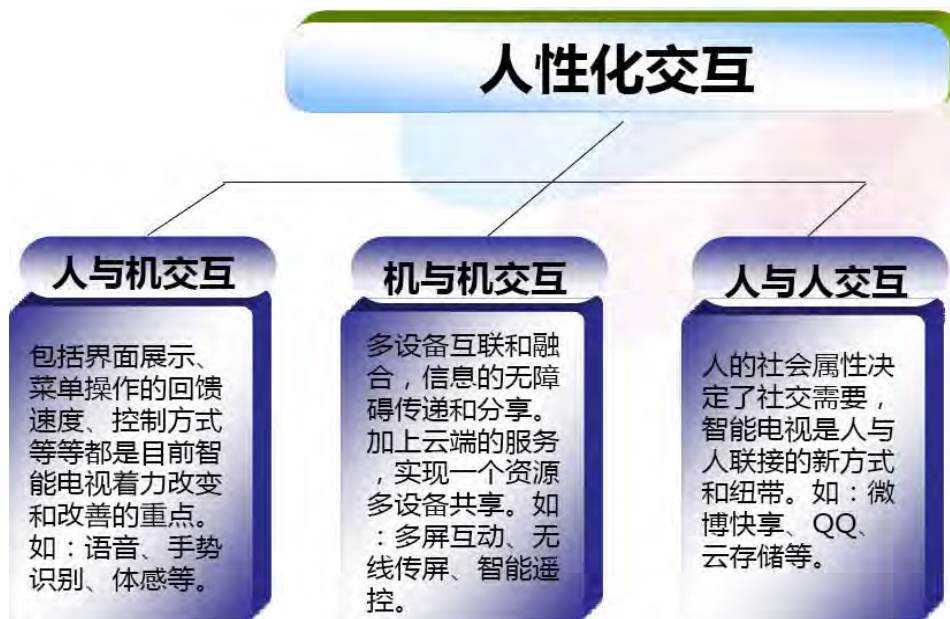 人性化交互
人与机交互
包括界面展示、
菜单操作的回馈
速度、控制方式
等等都是目前智
能电视着力改变
和改善的重点。
如：语音、手势
识别、体感等。
机与机交互
多设备互联和融
合，信息的无障
碍传递和分享。
加上云端的服务
，实现一个资源
多设备共享。如
：多屏互动、无
线传屏、智能遥
控。
人与人交互
人的社会属性决
定了社交需要，
智能电视是人与
人联接的新方式
和纽带。如：微
博快享、QQ、
云存储等。